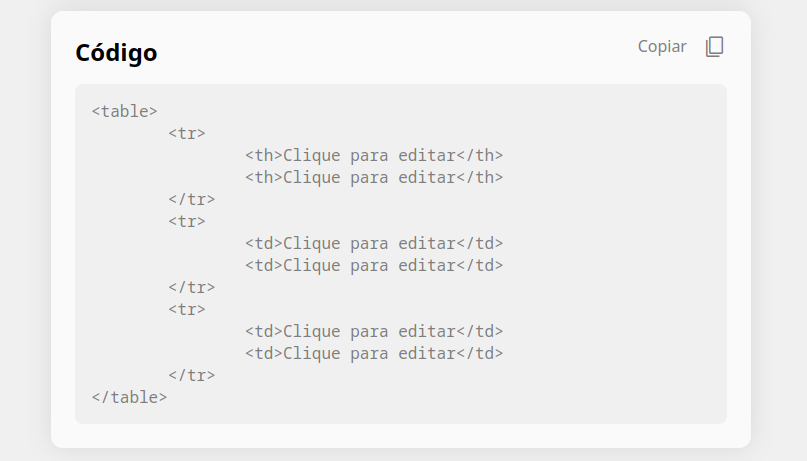 Código
Copiar
<table>
<tr>
<th>Clique para editar</th>
<th>Clique para editar</th>
</tr>
<tr>
<td>Clique para editar</td>
<td>Clique para editar</td>
</tr>
<tr>
<td>Clique para editar</td>
<td>Clique para editar</td>
</tr>
</table>